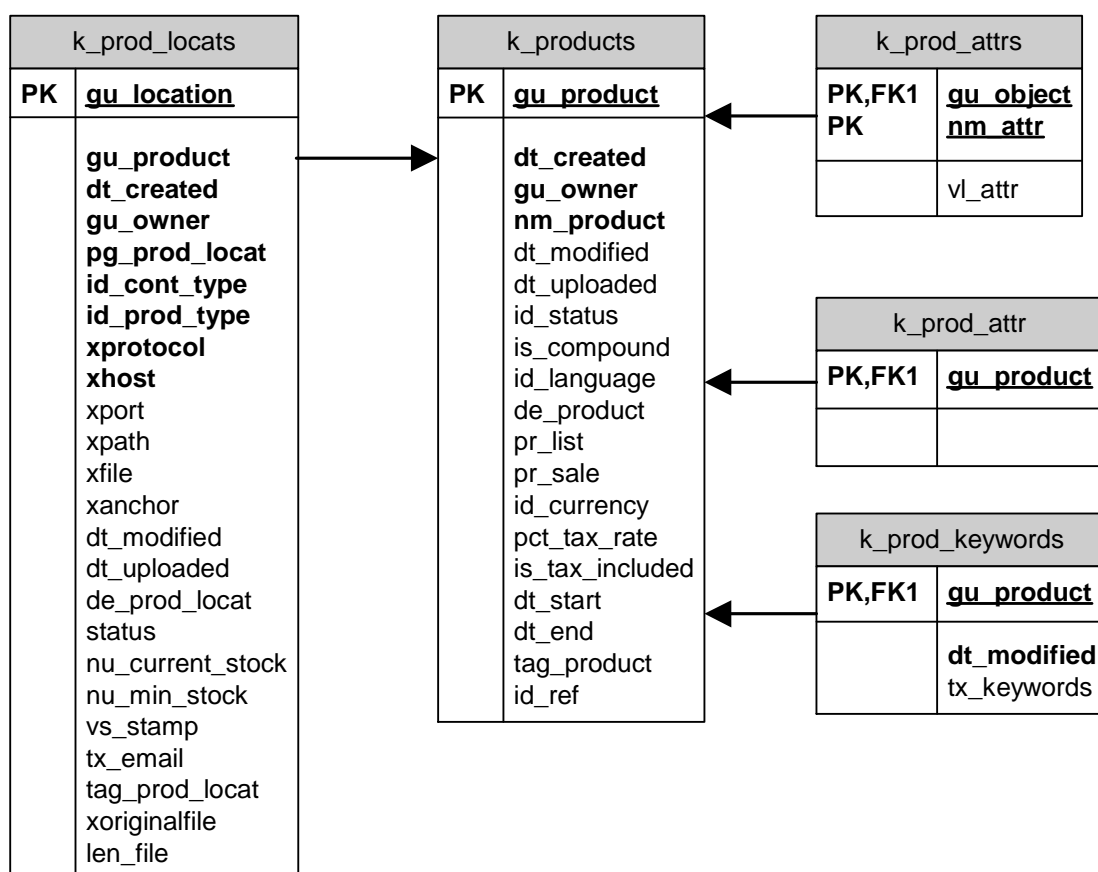 k_prod_locats
PK gu_location
gu_product
dt_created
gu_owner
pg_prod_locat
id_cont_type
id_prod_type
xprotocol
xhost
xport
xpath
xfile
xanchor
dt_modified
dt_uploaded
de_prod_locat
status
nu_current_stock
nu_min_stock
vs_stamp
tx_email
tag_prod_locat
xoriginalfile
len_file
k_products
PK gu_product
dt_created
gu_owner
nm_product
dt_modified
dt_uploaded
id_status
is_compound
id_language
de_product
pr_list
pr_sale
id_currency
pct_tax_rate
is_tax_included
dt_start
dt_end
tag_product
id_ref
k_prod_attrs
PK,FK1 gu_object
PK nm_attr
vl_attr
k_prod_attr
PK,FK1 gu_product
k_prod_keywords
PK,FK1 gu_product
dt_modified
tx_keywords